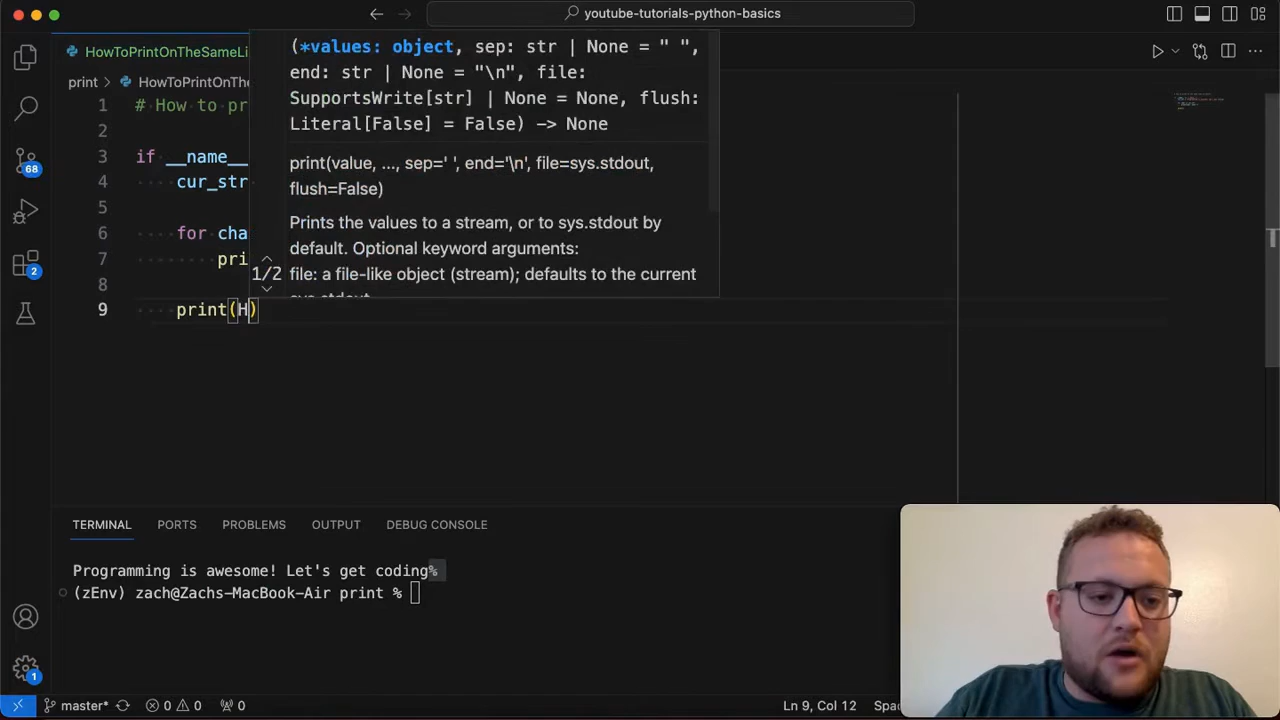 youtube-tutorials-python-basics
HowToPrintOnTheSameLi
print > HowToPrintOnThe
(*values: object, sep: str | None = " ",
end: str | None = "\n", file:
SupportsWrite[str] | None = None, flush:
Literal[False] = False) -> None
print(value, ..., sep=' ', end='\n', file=sys.stdout,
flush=False)
Prints the values to a stream, or to sys.stdout by
default. Optional keyword arguments:
file: a file-like object (stream); defaults to the current
sys.stdout
1/2
1 # How to pr
2
3 if __name__
4 cur_str
5
6 for cha
7 pri
8
9 print(H)
68
2
TERMINAL PORTS PROBLEMS OUTPUT DEBUG CONSOLE
Programming is awesome! Let's get coding%
(zEnv) zach@Zachs-MacBook-Air print %
1
master* 0 0 0 Ln 9, Col 12 Spac